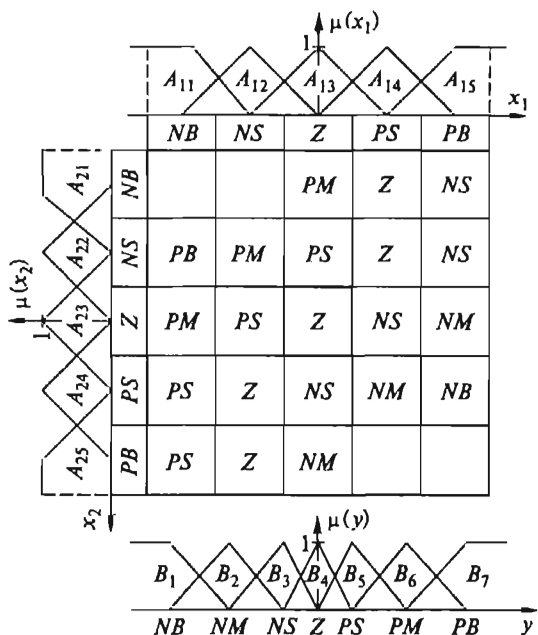 μ(x₁)
1
A₁₁ A₁₂ A₁₃ A₁₄ A₁₅
x₁
NB NS Z PS PB
A₂₁ NB PM Z NS
A₂₂ NS PB PM PS Z NS
μ(x₂) 1 A₂₃ Z PM PS Z NS NM
A₂₄ PS PS Z NS NM NB
A₂₅ PB PS Z NM
x₂
μ(y)
1
B₁ B₂ B₃ B₄ B₅ B₆ B₇
NB NM NS Z PS PM PB y